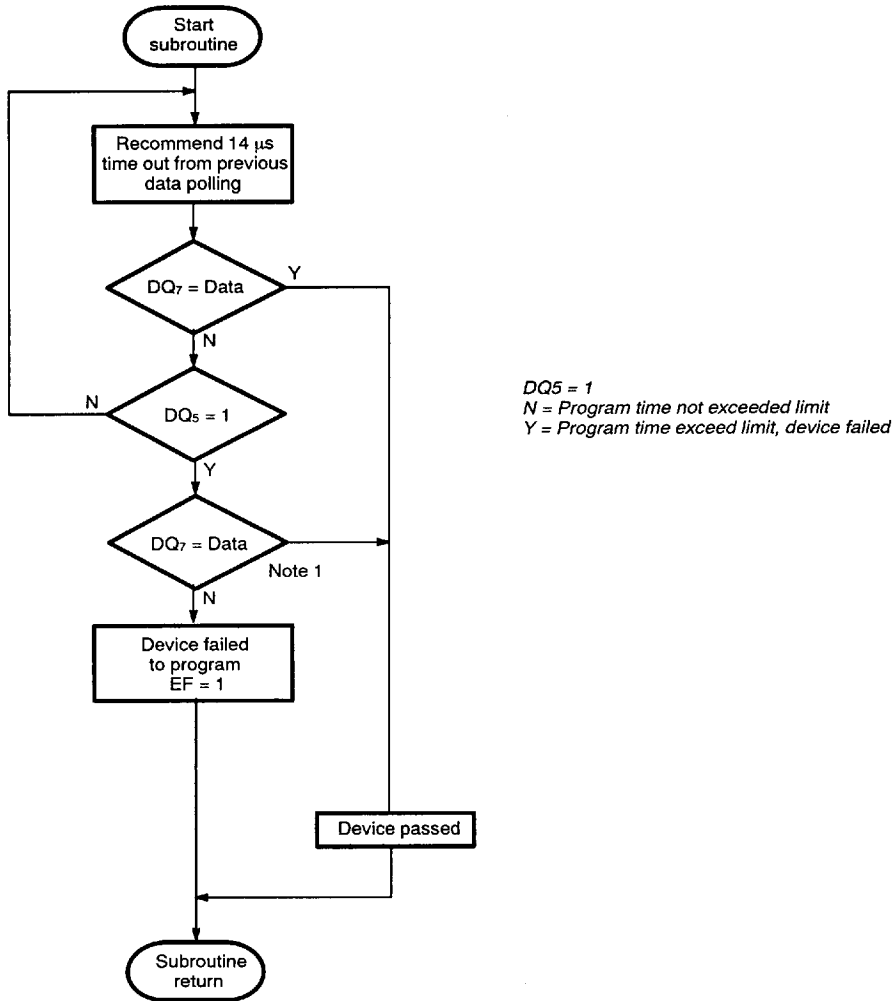 Start
subroutine
Recommend 14 µs
time out from previous
data polling
DQ₇ = Data
Y
N
DQ₅ = 1
N
Y
DQ5 = 1
N = Program time not exceeded limit
Y = Program time exceed limit, device failed
DQ₇ = Data
Note 1
N
Device failed
to program
EF = 1
Device passed
Subroutine
return